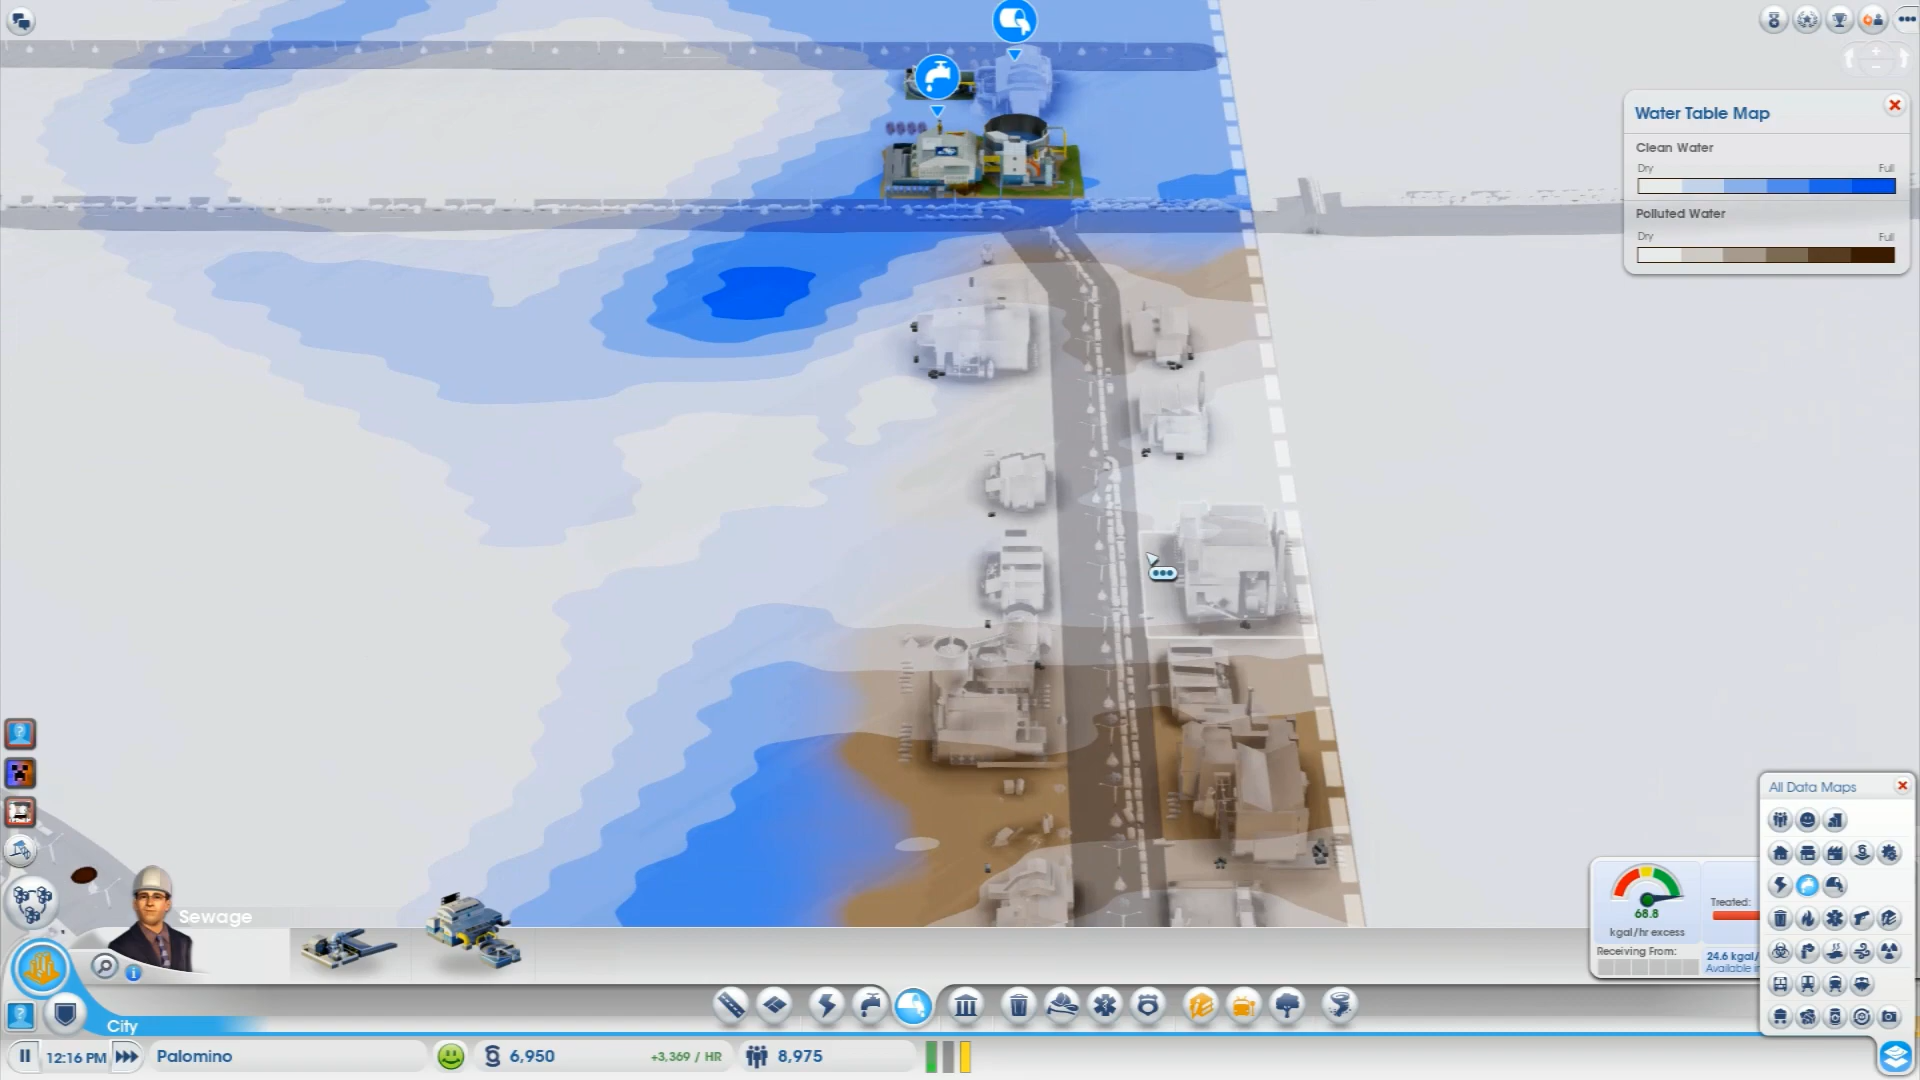 Water Table Map
Clean Water
Dry Full
Polluted Water
Dry Full
All Data Maps
Sewage
68.8
kgal/hr excess
Treated:
Receiving From:
24.6 kgal/
Available i
City
12:16 PM
Palomino
6,950
+3,369 / HR
8,975